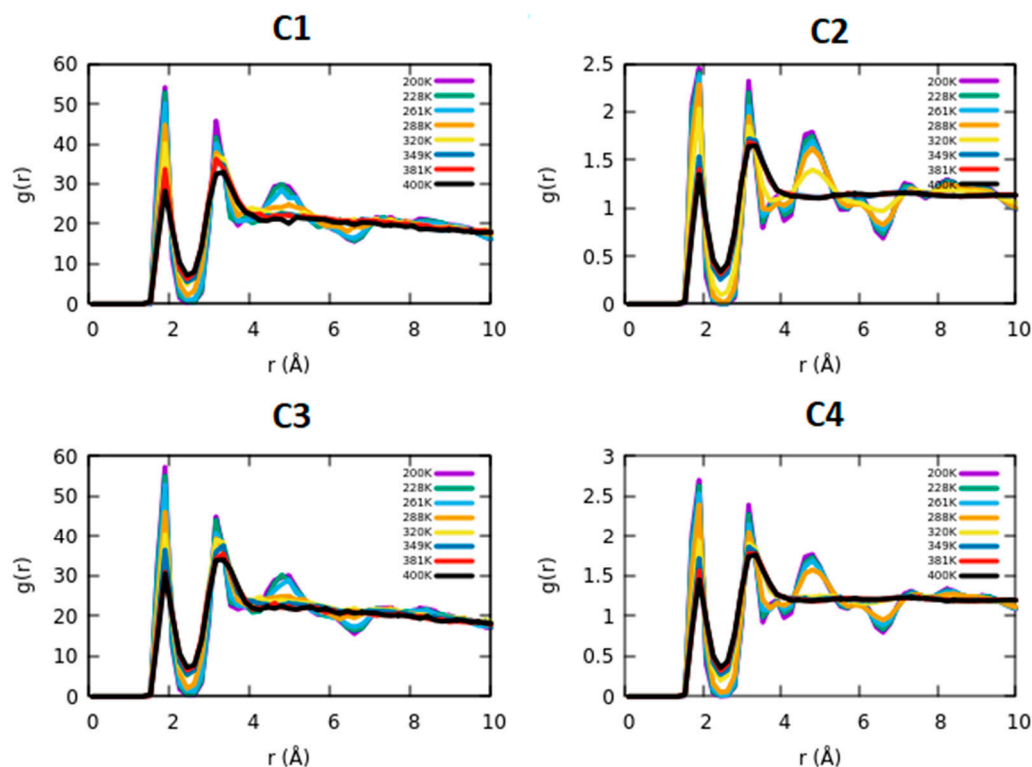 C1
60
50
40
30
20
10
0
g(r)
200K
228K
261K
288K
320K
349K
381K
400K
0 2 4 6 8 10
r (Å)
C2
2.5
2
1.5
1
0.5
0
g(r)
200K
228K
261K
288K
320K
349K
381K
400K
0 2 4 6 8 10
r (Å)
C3
60
50
40
30
20
10
0
g(r)
200K
228K
261K
288K
320K
349K
381K
400K
0 2 4 6 8 10
r (Å)
C4
3
2.5
2
1.5
1
0.5
0
g(r)
200K
228K
261K
288K
320K
349K
381K
400K
0 2 4 6 8 10
r (Å)